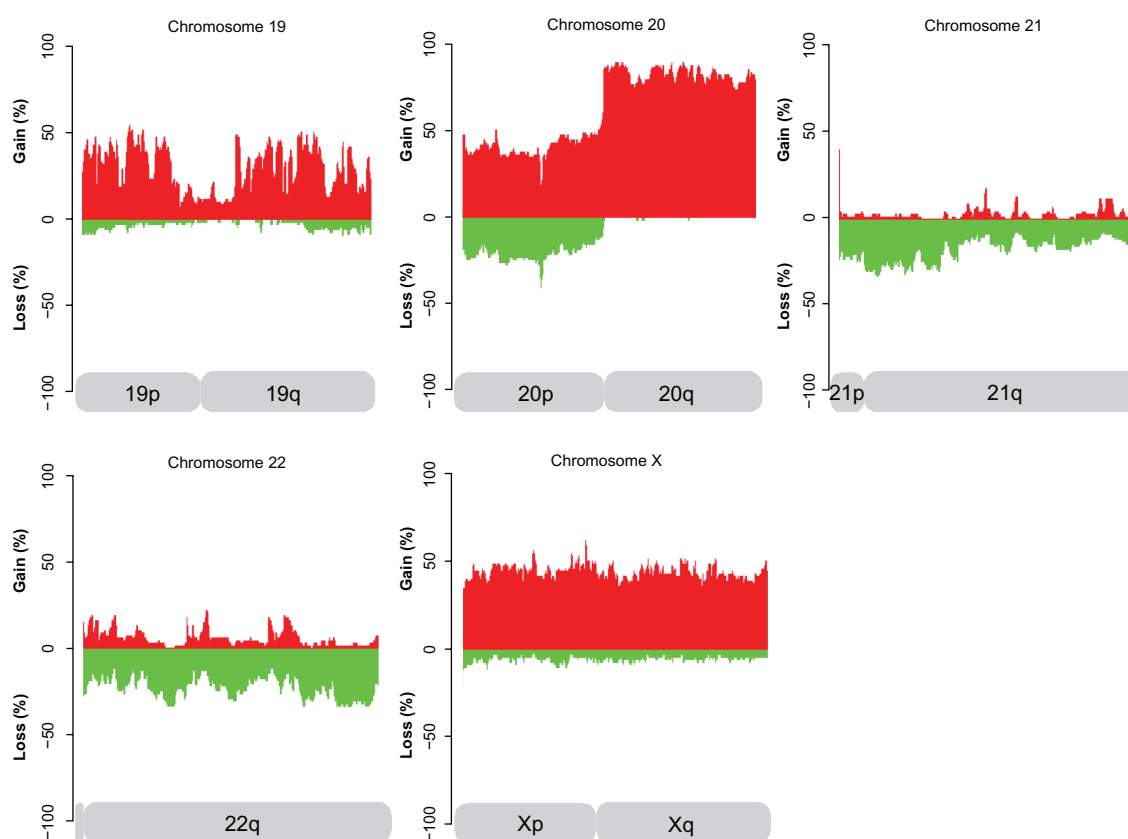 Chromosome 19
Gain (%)
Loss (%)
100
50
0
−50
−100
19p
19q
Chromosome 20
Gain (%)
Loss (%)
100
50
0
−50
−100
20p
20q
Chromosome 21
Gain (%)
Loss (%)
100
50
0
−50
−100
21p
21q
Chromosome 22
Gain (%)
Loss (%)
100
50
0
−50
−100
22q
Chromosome X
Gain (%)
Loss (%)
100
50
0
−50
−100
Xp
Xq